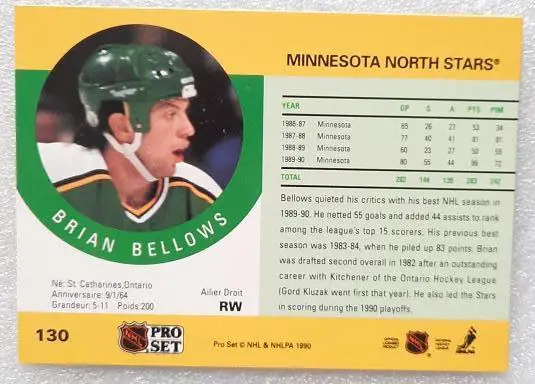 MINNESOTA NORTH STARS®
YEAR GP G A PTS PIM
1986-87 Minnesota 65 26 27 53 34
1987-88 Minnesota 77 40 41 81 81
1988-89 Minnesota 60 23 27 50 55
1989-90 Minnesota 80 55 44 99 72
TOTAL 282 144 139 283 242
Bellows quieted his critics with his best NHL season in
1989-90. He netted 55 goals and added 44 assists to rank
among the league's top 15 scorers. His previous best
season was 1983-84, when he piled up 83 points. Brian
was drafted second overall in 1982 after an outstanding
career with Kitchener of the Ontario Hockey League
(Gord Kluzak went first that year). He also led the Stars
in scoring during the 1990 playoffs.
BRIAN BELLOWS
Né: St. Catharines,Ontario
Anniversaire: 9/1/64
Grandeur: 5-11 Poids:200
Ailier Droit
RW
130
NHL
PRO
SET
Pro Set © NHL & NHLPA 1990
NHL
NHLPA